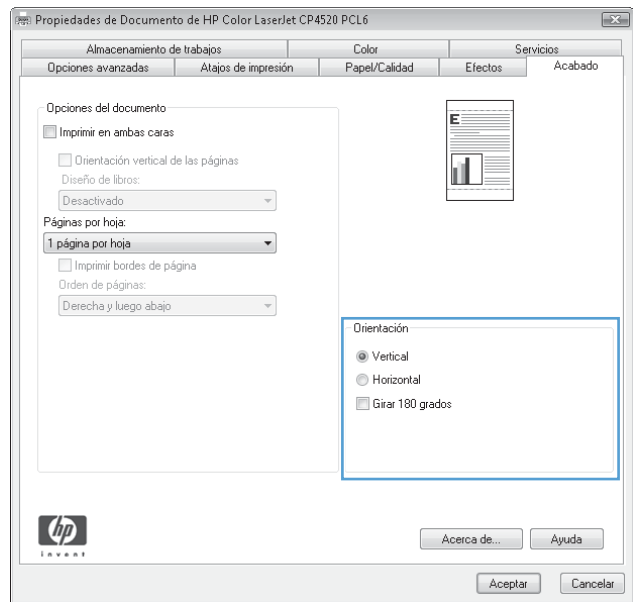 Propiedades de Documento de HP Color LaserJet CP4520 PCL6
Almacenamiento de trabajos Color Servicios
Opciones avanzadas Atajos de impresión Papel/Calidad Efectos Acabado
Opciones del documento
Imprimir en ambas caras
Orientación vertical de las páginas
Diseño de libros:
Desactivado
Páginas por hoja:
1 página por hoja
Imprimir bordes de página
Orden de páginas:
Derecha y luego abajo
E
Orientación
Vertical
Horizontal
Girar 180 grados
hp
invent
Acerca de... Ayuda
Aceptar Cancelar